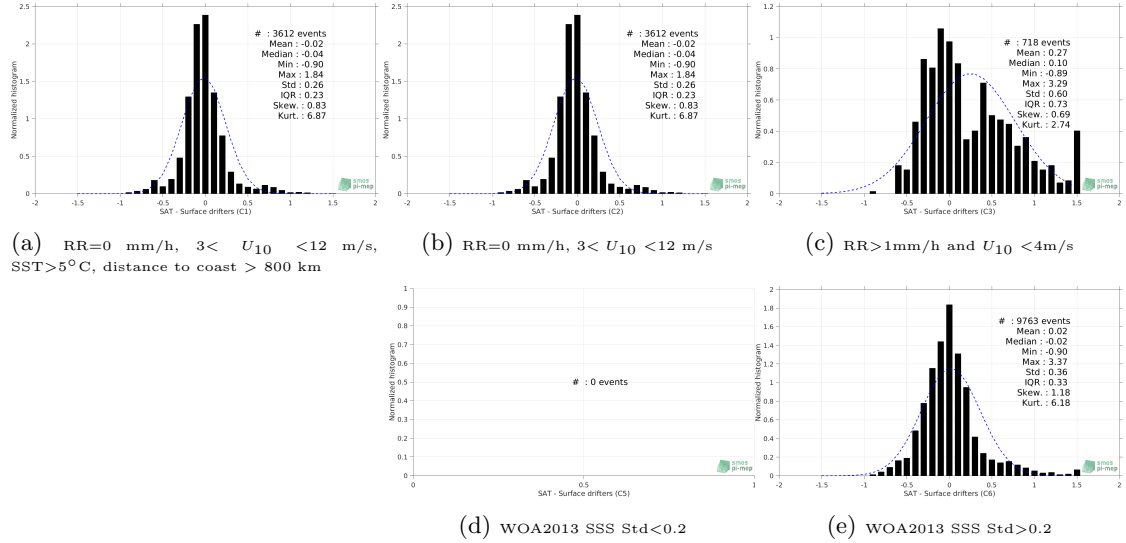 2.5
2
1.5
1
0.5
0
Normalized histogram
# : 3612 events
Mean : -0.02
Median : -0.04
Min : -0.90
Max : 1.84
Std : 0.26
IQR : 0.23
Skew. : 0.83
Kurt. : 6.87
smos
pi-mep
-2 -1.5 -1 -0.5 0 0.5 1 1.5 2
SAT - Surface drifters (C1)
(a) RR=0 mm/h, 3< U10 <12 m/s,
SST>5°C, distance to coast > 800 km
2.5
2
1.5
1
0.5
0
Normalized histogram
# : 3612 events
Mean : -0.02
Median : -0.04
Min : -0.90
Max : 1.84
Std : 0.26
IQR : 0.23
Skew. : 0.83
Kurt. : 6.87
smos
pi-mep
-2 -1.5 -1 -0.5 0 0.5 1 1.5 2
SAT - Surface drifters (C2)
(b) RR=0 mm/h, 3< U10 <12 m/s
1.2
1
0.8
0.6
0.4
0.2
0
Normalized histogram
# : 718 events
Mean : 0.27
Median : 0.10
Min : -0.89
Max : 3.29
Std : 0.60
IQR : 0.73
Skew. : 0.69
Kurt. : 2.74
smos
pi-mep
-2 -1.5 -1 -0.5 0 0.5 1 1.5 2
SAT - Surface drifters (C3)
(c) RR>1mm/h and U10 <4m/s
1
0.9
0.8
0.7
0.6
0.5
0.4
0.3
0.2
0.1
0
Normalized histogram
# : 0 events
smos
pi-mep
0 0.5 1
SAT - Surface drifters (C5)
(d) WOA2013 SSS Std<0.2
2
1.8
1.6
1.4
1.2
1
0.8
0.6
0.4
0.2
0
Normalized histogram
# : 9763 events
Mean : 0.02
Median : -0.02
Min : -0.90
Max : 3.37
Std : 0.36
IQR : 0.33
Skew. : 1.18
Kurt. : 6.18
smos
pi-mep
-2 -1.5 -1 -0.5 0 0.5 1 1.5 2
SAT - Surface drifters (C6)
(e) WOA2013 SSS Std>0.2